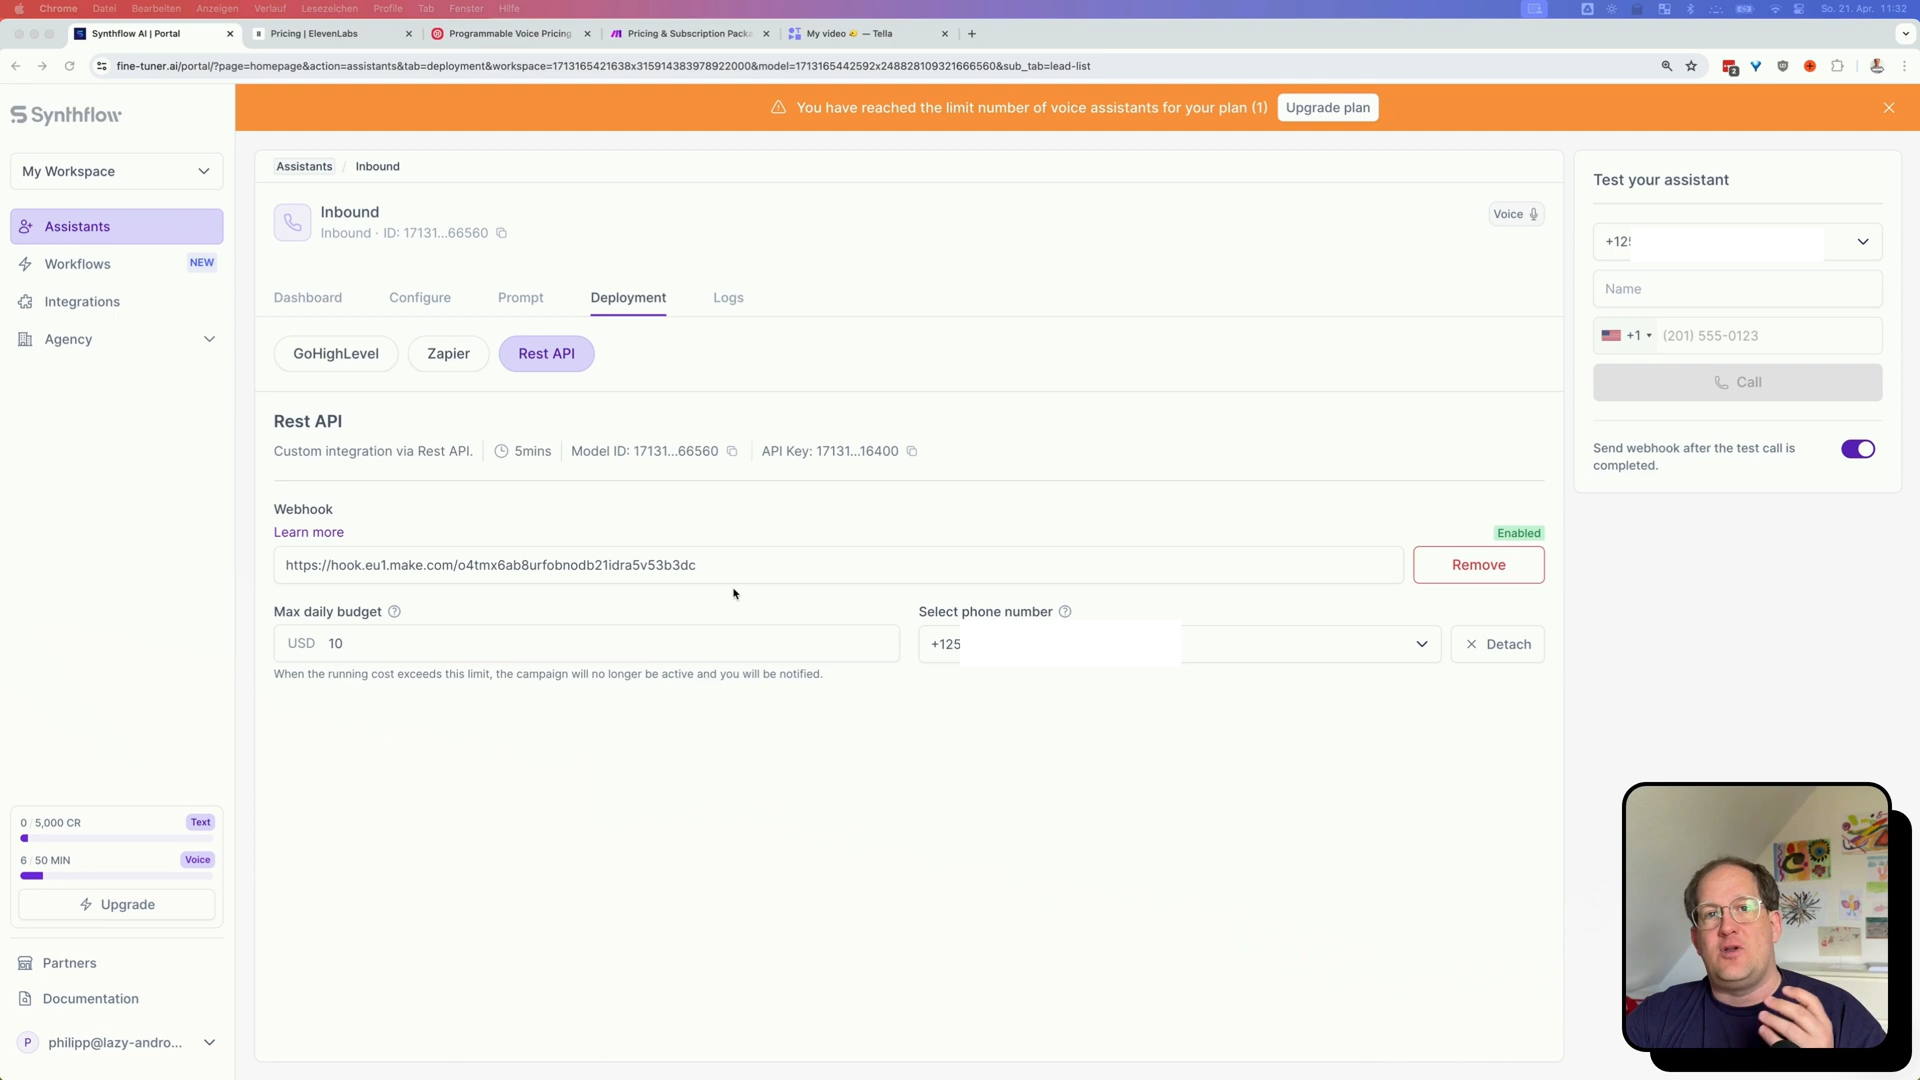 Chrome Datei Bearbeiten Anzeigen Verlauf Lesezeichen Profile Tab Fenster Hilfe So. 21. Apr. 11:32
Synthflow AI | Portal Pricing | ElevenLabs Programmable Voice Pricing Pricing & Subscription Packa My video — Tella
fine-tuner.ai/portal/?page=homepage&action=assistants&tab=deployment&workspace=1713165421638x315914383978922000&model=1713165442592x248828109321666560&sub_tab=lead-list
2
Synthflow
You have reached the limit number of voice assistants for your plan (1) Upgrade plan
My Workspace
Assistants
Workflows NEW
Integrations
Agency
Assistants / Inbound
Inbound
Inbound · ID: 17131...66560
Voice
Dashboard Configure Prompt Deployment Logs
GoHighLevel Zapier Rest API
Rest API
Custom integration via Rest API. 5mins Model ID: 17131...66560 API Key: 17131...16400
Webhook
Learn more
Enabled
https://hook.eu1.make.com/o4tmx6ab8urfobnodb21idra5v53b3dc
Remove
Max daily budget
USD 10
When the running cost exceeds this limit, the campaign will no longer be active and you will be notified.
Select phone number
+125
Detach
Test your assistant
+12
Name
+1 (201) 555-0123
Call
Send webhook after the test call is
completed.
0 / 5,000 CR Text
6 / 50 MIN Voice
Upgrade
Partners
Documentation
P philipp@lazy-andro...